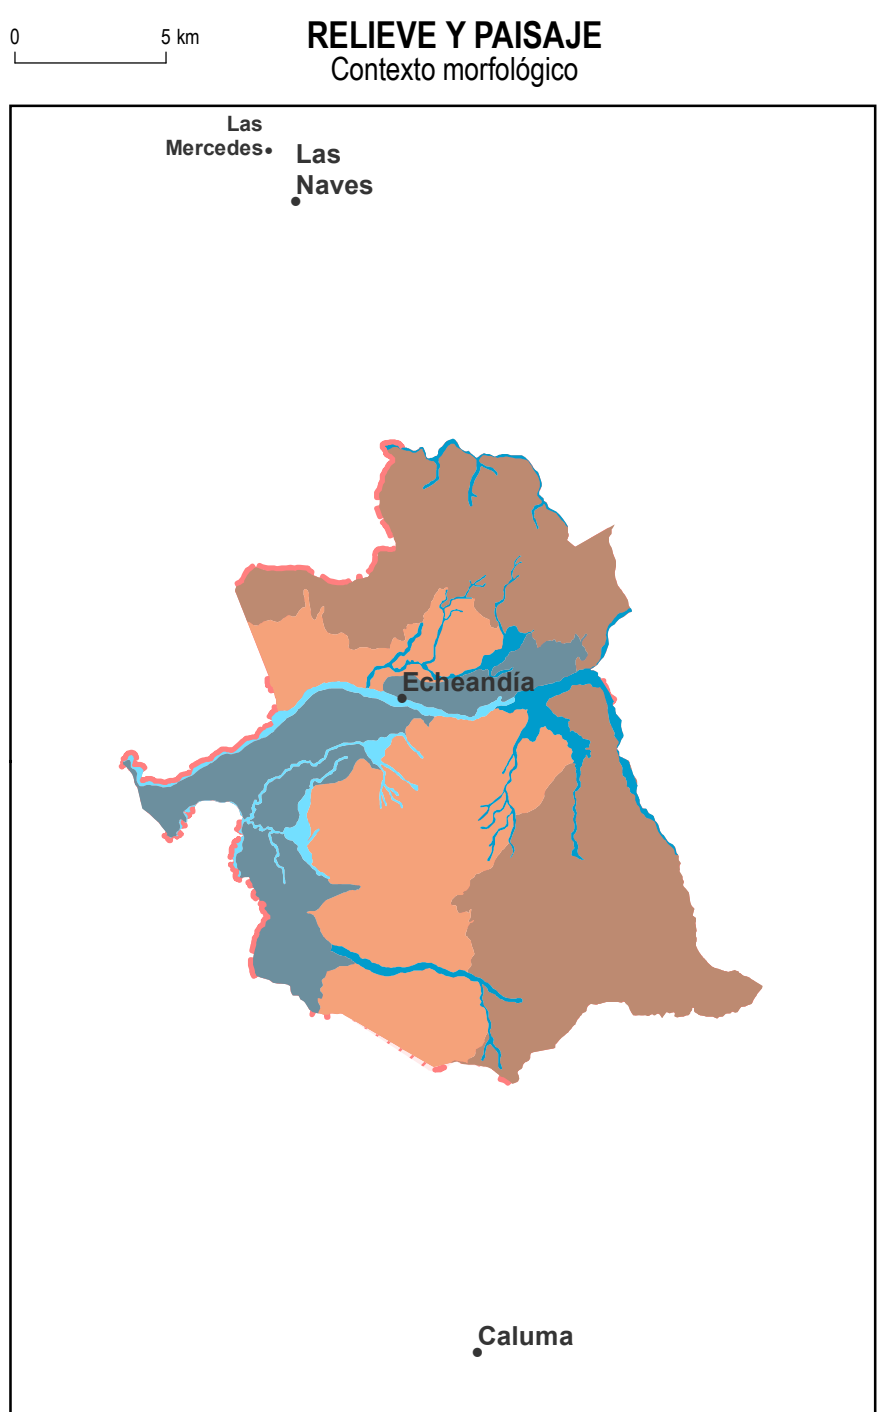 0 5 km
RELIEVE Y PAISAJE
Contexto morfológico
Las
Mercedes
Las
Naves
Echeandía
Caluma